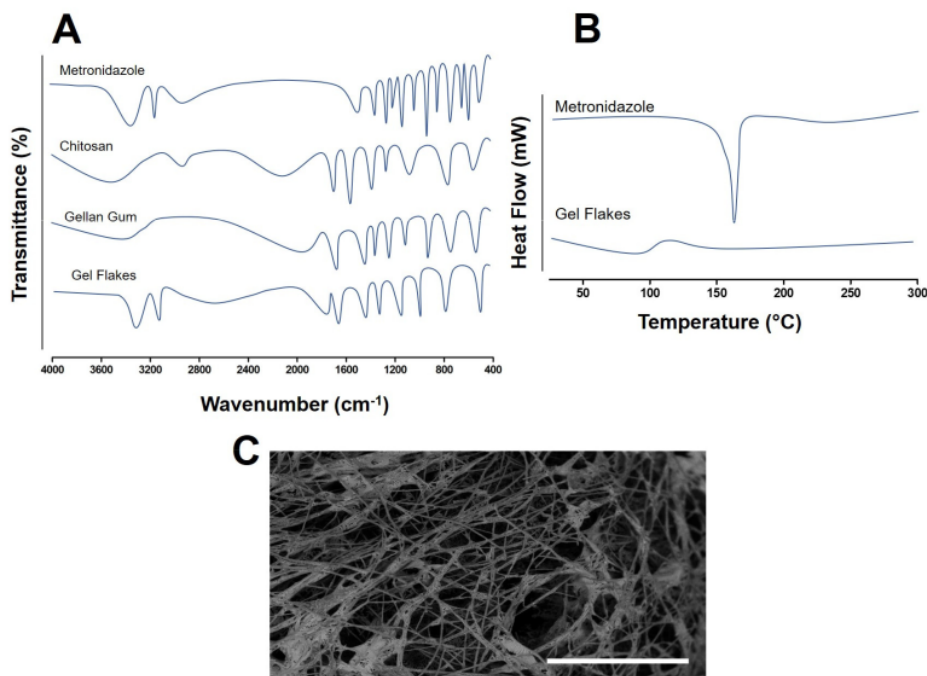 A
Metronidazole
Chitosan
Gellan Gum
Gel Flakes
Transmittance (%)
4000 3600 3200 2800 2400 2000 1600 1200 800 400
Wavenumber (cm⁻¹)
B
Metronidazole
Gel Flakes
Heat Flow (mW)
50 100 150 200 250 300
Temperature (°C)
C